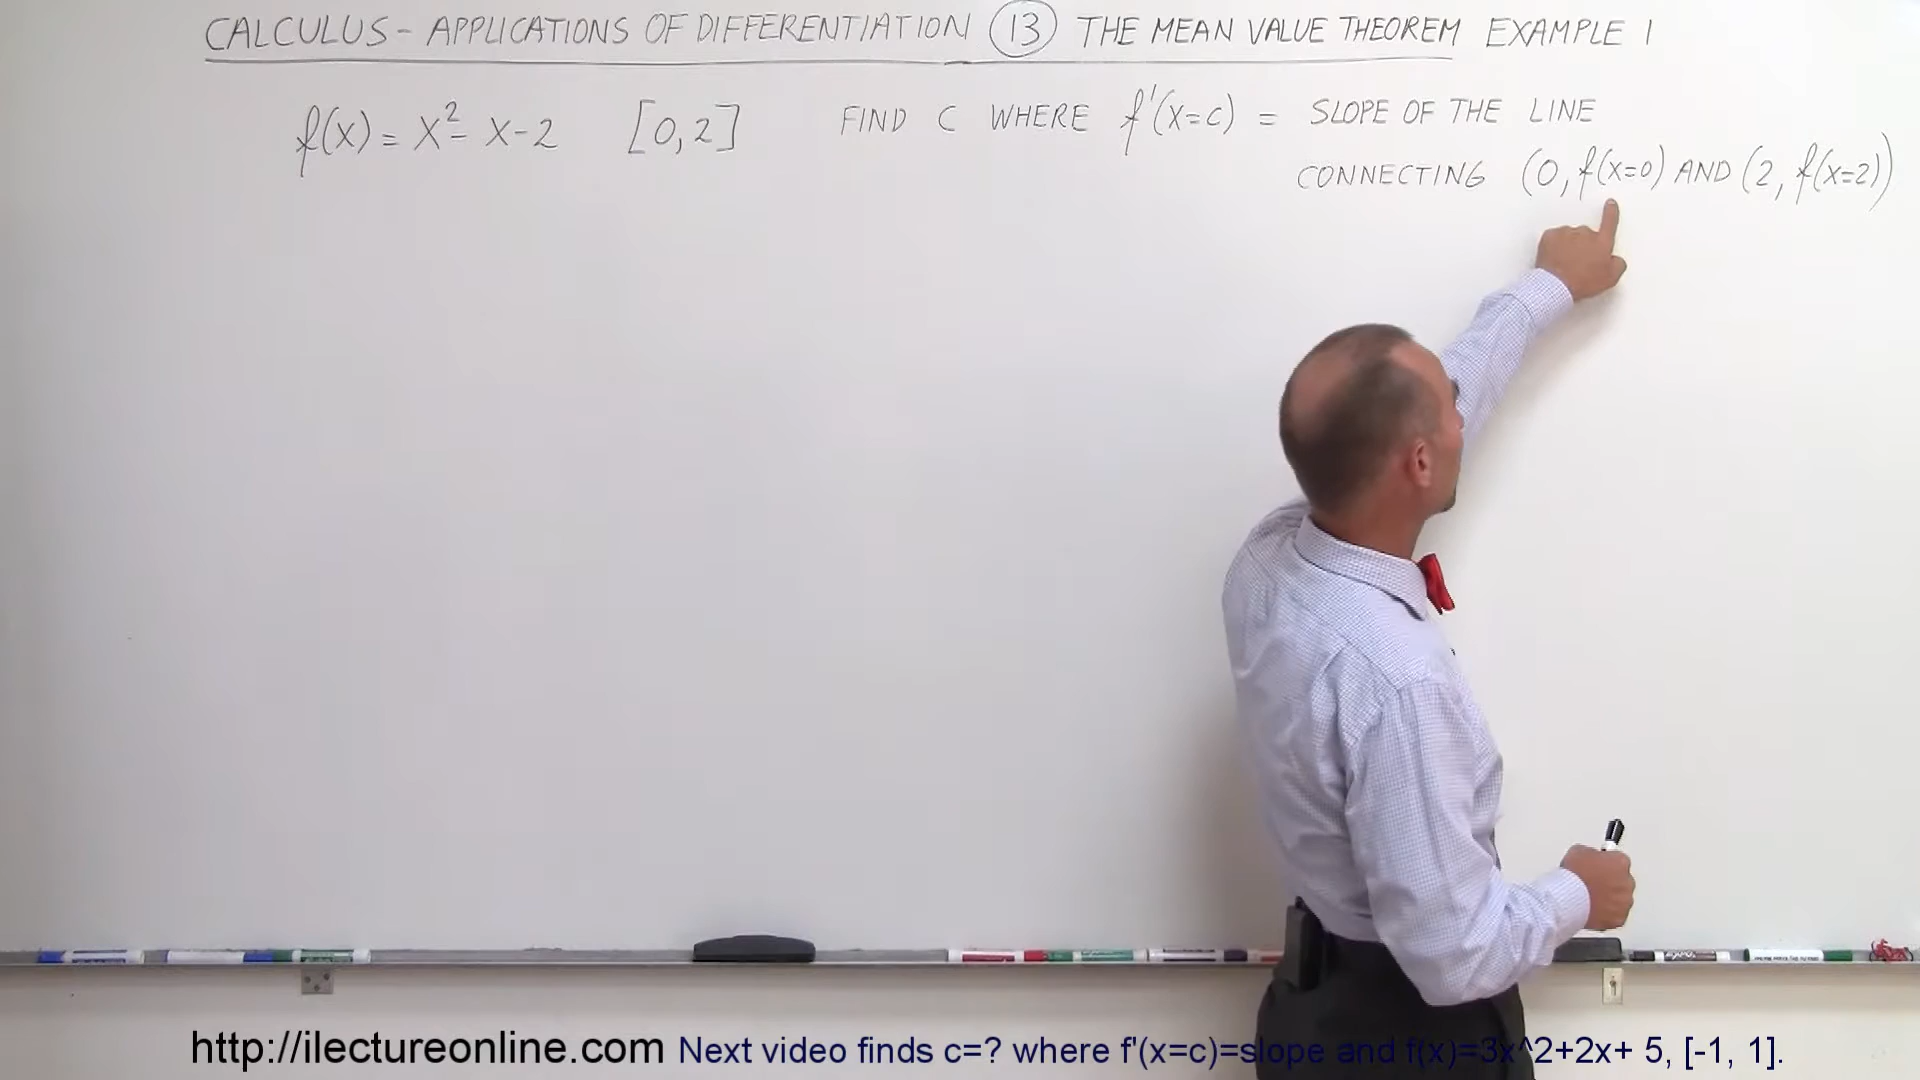 CALCULUS - APPLICATIONS OF DIFFERENTIATION 13 THE MEAN VALUE THEOREM EXAMPLE 1
f(x) = x² - x - 2 [0,2] FIND C WHERE f'(x=c) = SLOPE OF THE LINE
CONNECTING (0, f(x=0) AND (2, f(x=2))
http://ilectureonline.com Next video finds c=? where f'(x=c)=slope and f(x)=3x^2+2x+ 5, [-1, 1].